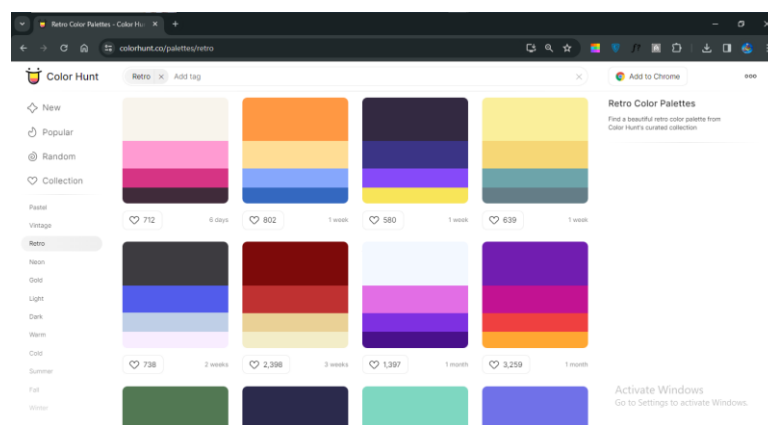 Retro Color Palettes - Color Hu
colorhunt.co/palettes/retro
Color Hunt
Retro × Add tag
Add to Chrome
New
Popular
Random
Collection
Pastel
Vintage
Retro
Neon
Gold
Light
Dark
Warm
Cold
Summer
Fall
Winter
712 6 days
802 1 week
580 1 week
639 1 week
738 2 weeks
2,396 3 weeks
1,397 1 month
3,259 1 month
Retro Color Palettes
Find a beautiful retro color palette from
Color Hunt's curated collection
Activate Windows
Go to Settings to activate Windows.